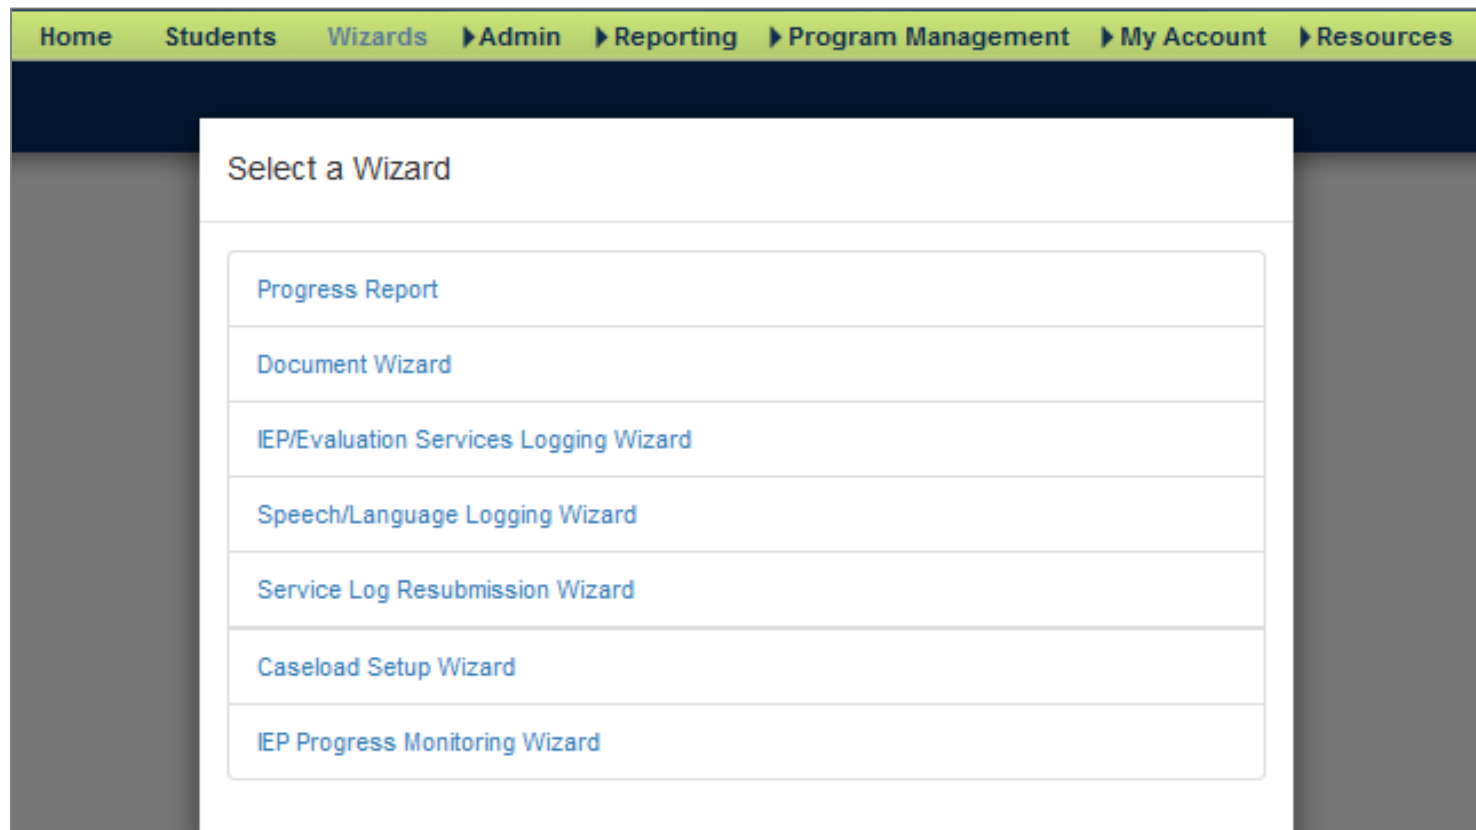 Home Students Wizards Admin Reporting Program Management My Account Resources
Select a Wizard
Progress Report
Document Wizard
IEP/Evaluation Services Logging Wizard
Speech/Language Logging Wizard
Service Log Resubmission Wizard
Caseload Setup Wizard
IEP Progress Monitoring Wizard